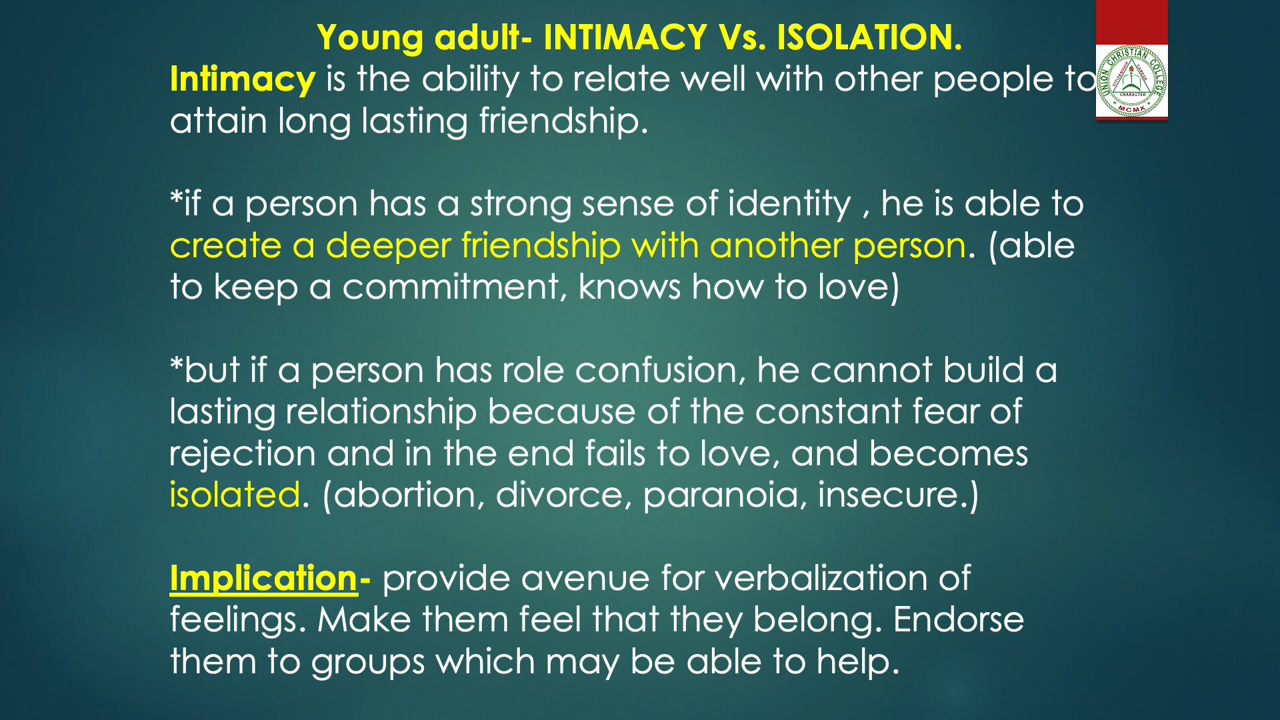 Young adult- INTIMACY Vs. ISOLATION.
Intimacy is the ability to relate well with other people to
attain long lasting friendship.
*if a person has a strong sense of identity , he is able to
create a deeper friendship with another person. (able
to keep a commitment, knows how to love)
*but if a person has role confusion, he cannot build a
lasting relationship because of the constant fear of
rejection and in the end fails to love, and becomes
isolated. (abortion, divorce, paranoia, insecure.)
Implication- provide avenue for verbalization of
feelings. Make them feel that they belong. Endorse
them to groups which may be able to help.
UNION CHRISTIAN COLLEGE
CHARACTER
MCMX